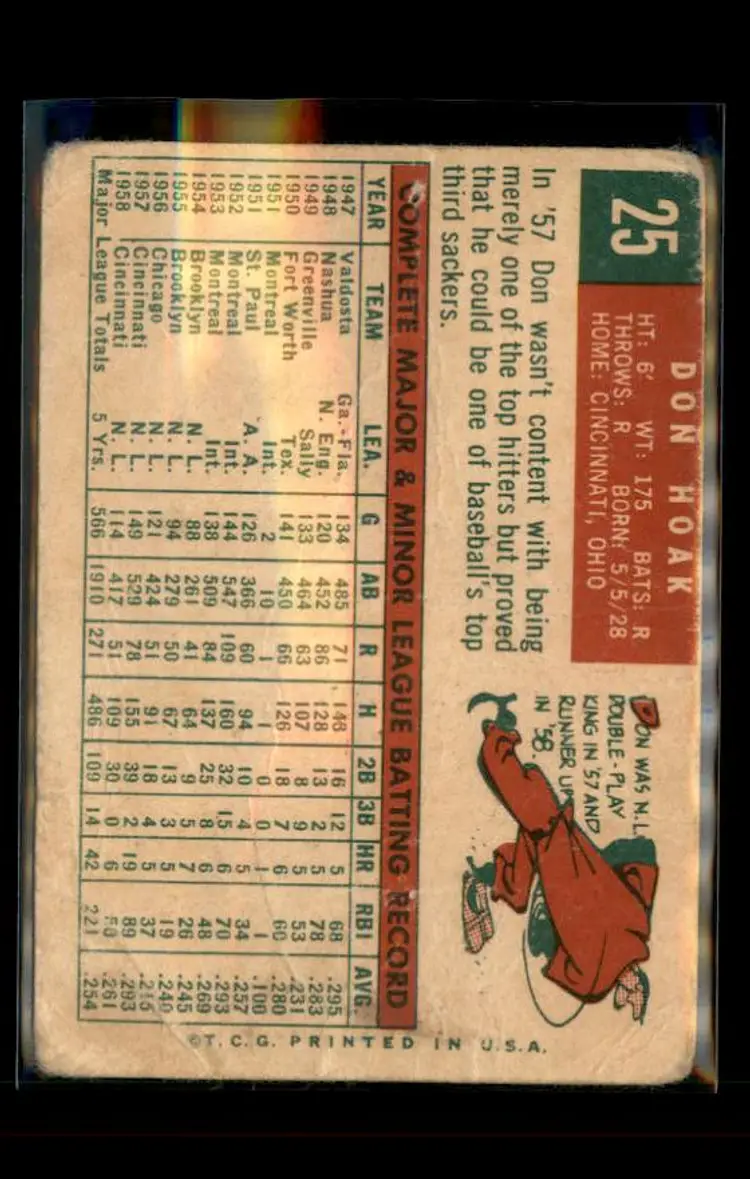 25
DON HOAK
HT: 6' WT: 175 BATS: R
THROWS: R BORN: 5/5/28
HOME: CINCINNATI, OHIO
In '57 Don wasn't content with being
merely one of the top hitters but proved
that he could be one of baseball's top
third sackers.
DON WAS N.L.
DOUBLE-PLAY
KING IN '57 AND
RUNNER UP
IN '58.
COMPLETE MAJOR & MINOR LEAGUE BATTING RECORD
YEAR TEAM LEA. G AB R H 2B 3B HR RBI AVG.
1947 Valdosta Ga.-Fla. 134 485 71 143 16 12 5 68 .295
1948 Nashua N. Eng. 120 452 86 128 13 2 5 78 .283
1949 Greenville Sally 133 464 63 107 8 9 5 53 .231
1950 Fort Worth Tex. 141 450 66 126 18 7 6 60 .280
1951 Montreal Int. 2 10 1 1 0 0 1 1 .100
1951 St. Paul A. A. 126 366 60 94 10 4 5 34 .257
1952 Montreal Int. 144 547 109 160 32 15 6 70 .293
1953 Montreal Int. 138 509 84 137 25 8 6 48 .269
1954 Brooklyn N. L. 88 261 41 64 9 5 7 26 .245
1955 Brooklyn N. L. 94 279 50 67 13 3 5 19 .240
1956 Chicago N. L. 121 424 51 91 18 4 5 37 .215
1957 Cincinnati N. L. 149 529 78 155 39 2 19 89 .293
1958 Cincinnati N. L. 114 417 51 109 30 0 6 50 .261
Major League Totals 5 Yrs. 566 1910 271 486 109 14 42 221 .254
©T.C.G. PRINTED IN U.S.A.